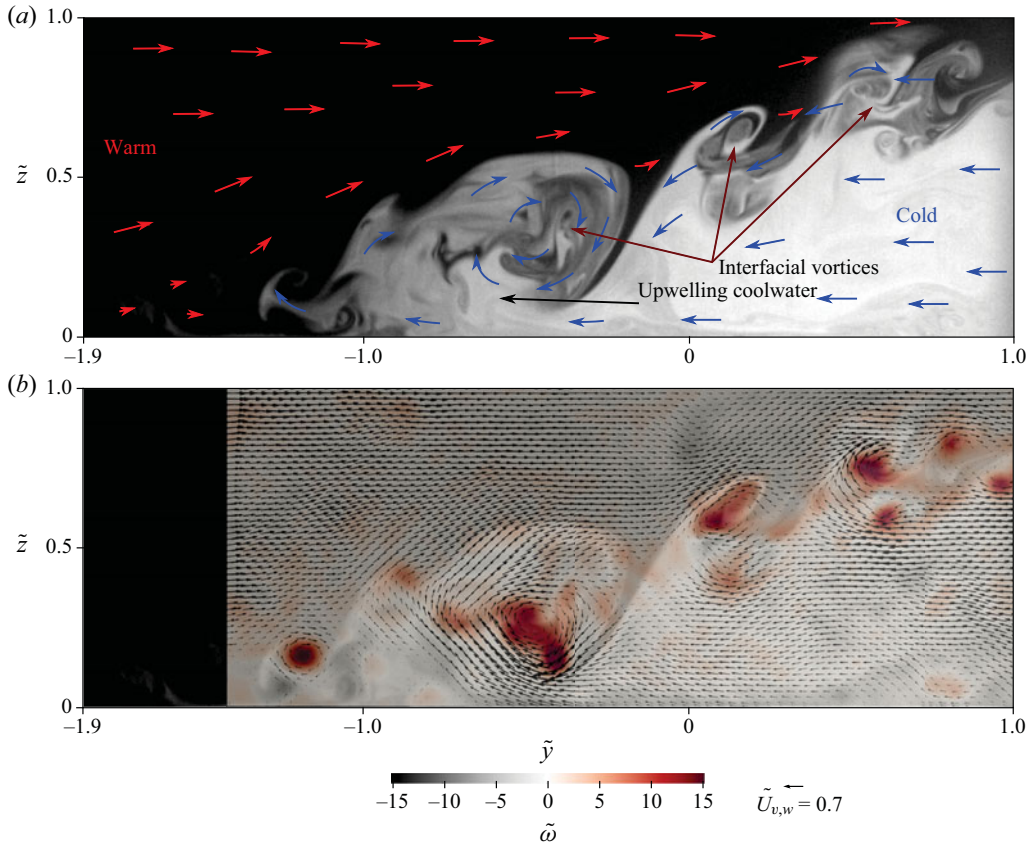 (a)
1.0
Warm
z̃
0.5
Cold
Interfacial vortices
Upwelling coolwater
0
–1.9
–1.0
0
1.0
(b)
1.0
z̃
0.5
0
–1.9
–1.0
0
1.0
ỹ
–15 –10 –5 0 5 10 15
ω̃
Ũv,w = 0.7